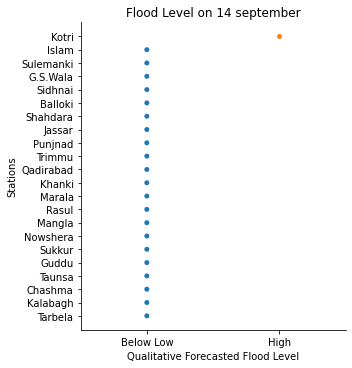 Flood Level on 14 september
Kotri
Islam
Sulemanki
G.S.Wala
Sidhnai
Balloki
Shahdara
Jassar
Punjnad
Trimmu
Qadirabad
Khanki
Marala
Rasul
Mangla
Nowshera
Sukkur
Guddu
Taunsa
Chashma
Kalabagh
Tarbela
Stations
Below Low
High
Qualitative Forecasted Flood Level